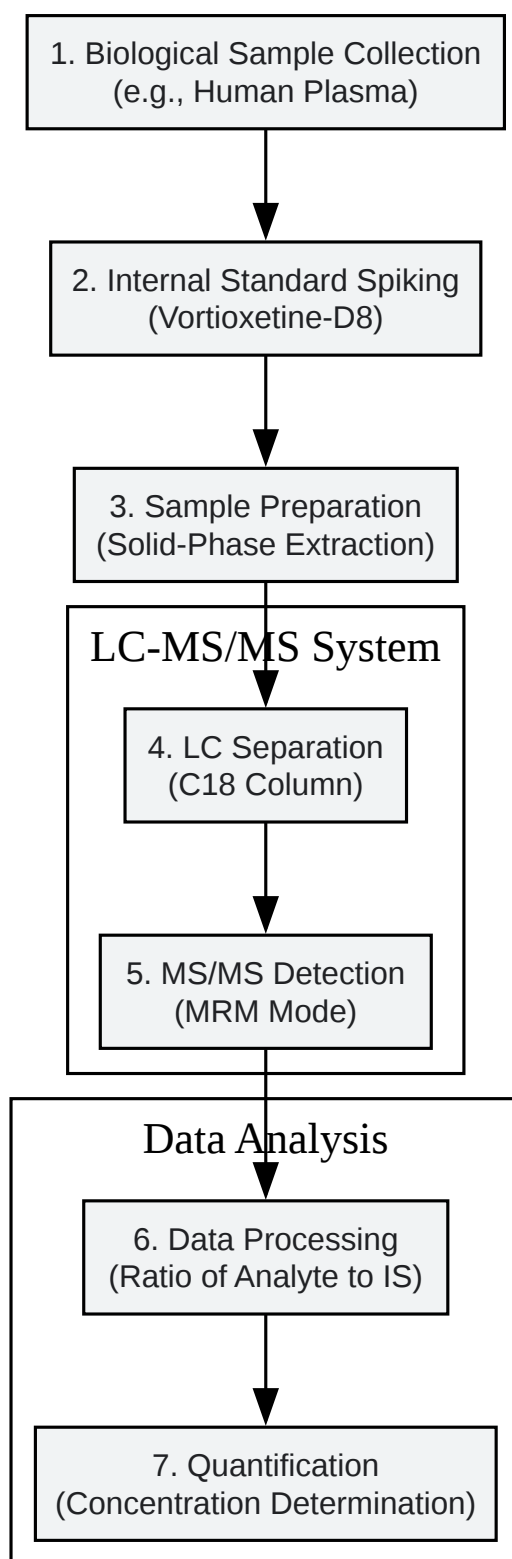 1. Biological Sample Collection
(e.g., Human Plasma)
2. Internal Standard Spiking
(Vortioxetine-D8)
3. Sample Preparation
(Solid-Phase Extraction)
LC-MS/MS System
4. LC Separation
(C18 Column)
5. MS/MS Detection
(MRM Mode)
Data Analysis
6. Data Processing
(Ratio of Analyte to IS)
7. Quantification
(Concentration Determination)